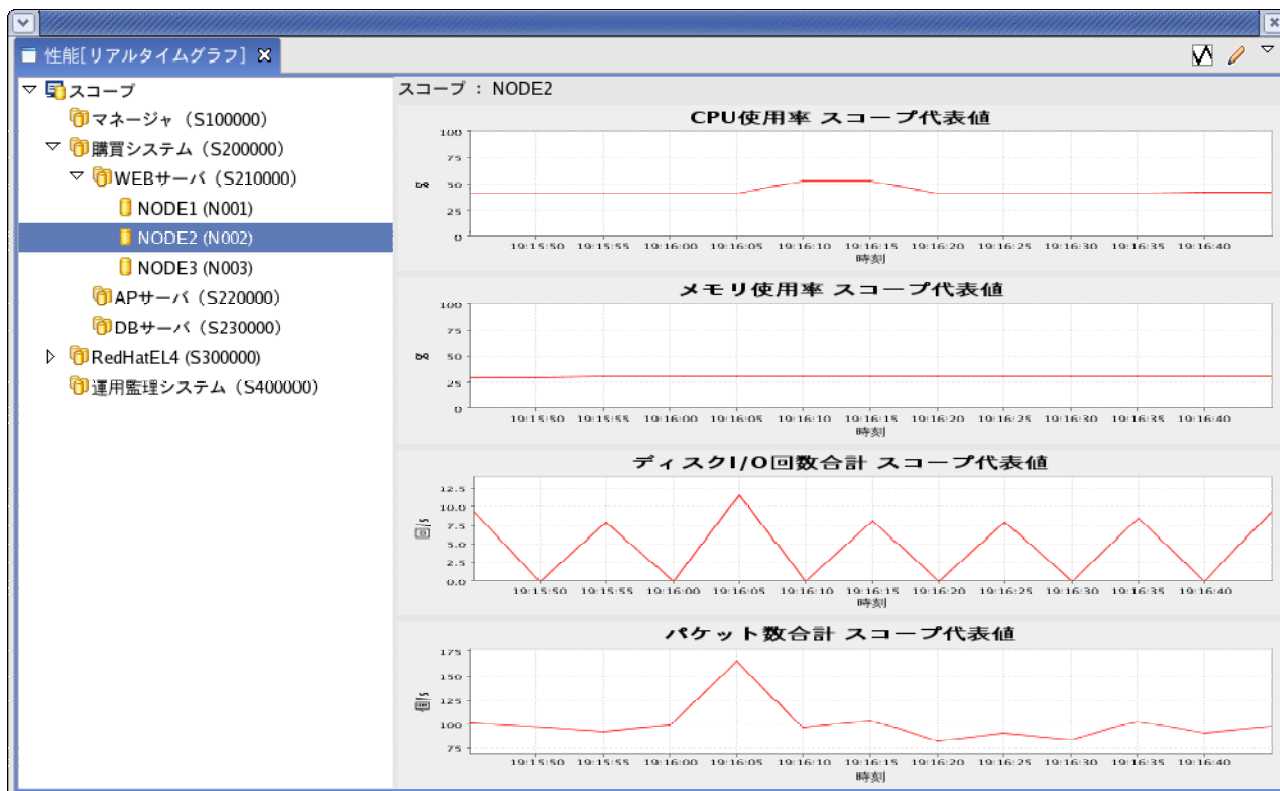 性能[リアルタイムグラフ]
スコープ
マネージャ (S100000)
購買システム (S200000)
WEBサーバ (S210000)
NODE1 (N001)
NODE2 (N002)
NODE3 (N003)
APサーバ (S220000)
DBサーバ (S230000)
RedHatEL4 (S300000)
運用監理システム (S400000)
スコープ : NODE2
CPU使用率 スコープ代表値
100
75
50
25
0
%
19:15:50 19:15:55 19:16:00 19:16:05 19:16:10 19:16:15 19:16:20 19:16:25 19:16:30 19:16:35 19:16:40
時刻
メモリ使用率 スコープ代表値
100
75
50
25
0
%
19:15:50 19:15:55 19:16:00 19:16:05 19:16:10 19:16:15 19:16:20 19:16:25 19:16:30 19:16:35 19:16:40
時刻
ディスクI/O回数合計 スコープ代表値
12.5
10.0
7.5
5.0
2.5
0.0
回/s
19:15:50 19:15:55 19:16:00 19:16:05 19:16:10 19:16:15 19:16:20 19:16:25 19:16:30 19:16:35 19:16:40
時刻
パケット数合計 スコープ代表値
175
150
125
100
75
19:15:50 19:15:55 19:16:00 19:16:05 19:16:10 19:16:15 19:16:20 19:16:25 19:16:30 19:16:35 19:16:40
時刻